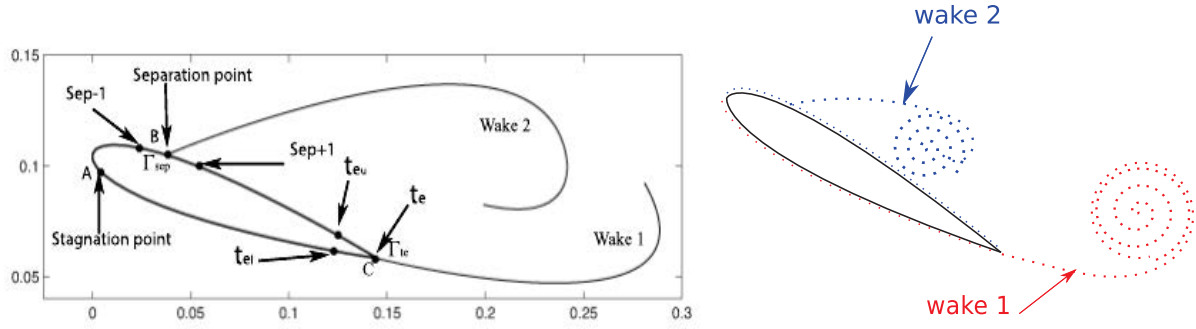 wake 2
0.15
Separation point
Sep-1
B
Wake 2
Γsep
Sep+1
0.1
A
teu
te
Stagnation point
Wake 1
tel
Γte
C
0.05
wake 1
0 0.05 0.1 0.15 0.2 0.25 0.3